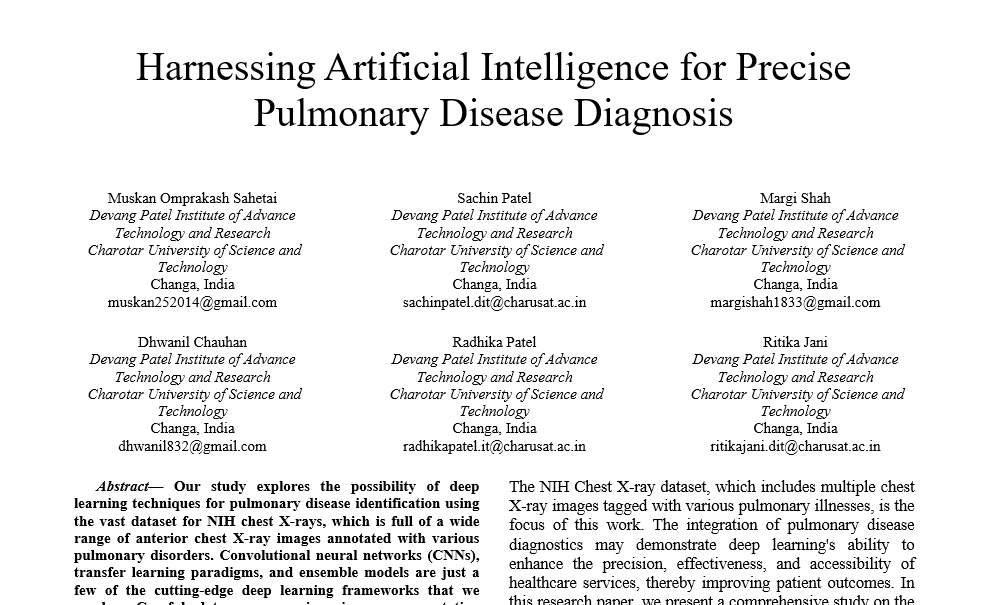 Harnessing Artificial Intelligence for Precise
Pulmonary Disease Diagnosis
Muskan Omprakash Sahetai
Devang Patel Institute of Advance
Technology and Research
Charotar University of Science and
Technology
Changa, India
muskan252014@gmail.com
Sachin Patel
Devang Patel Institute of Advance
Technology and Research
Charotar University of Science and
Technology
Changa, India
sachinpatel.dit@charusat.ac.in
Margi Shah
Devang Patel Institute of Advance
Technology and Research
Charotar University of Science and
Technology
Changa, India
margishah1833@gmail.com
Dhwanil Chauhan
Devang Patel Institute of Advance
Technology and Research
Charotar University of Science and
Technology
Changa, India
dhwanil832@gmail.com
Radhika Patel
Devang Patel Institute of Advance
Technology and Research
Charotar University of Science and
Technology
Changa, India
radhikapatel.it@charusat.ac.in
Ritika Jani
Devang Patel Institute of Advance
Technology and Research
Charotar University of Science and
Technology
Changa, India
ritikajani.dit@charusat.ac.in
Abstract— Our study explores the possibility of deep
learning techniques for pulmonary disease identification using
the vast dataset for NIH chest X-rays, which is full of a wide
range of anterior chest X-ray images annotated with various
pulmonary disorders. Convolutional neural networks (CNNs),
transfer learning paradigms, and ensemble models are just a
few of the cutting-edge deep learning frameworks that we
The NIH Chest X-ray dataset, which includes multiple chest
X-ray images tagged with various pulmonary illnesses, is the
focus of this work. The integration of pulmonary disease
diagnostics may demonstrate deep learning's ability to
enhance the precision, effectiveness, and accessibility of
healthcare services, thereby improving patient outcomes. In
this research paper, we present a comprehensive study on the